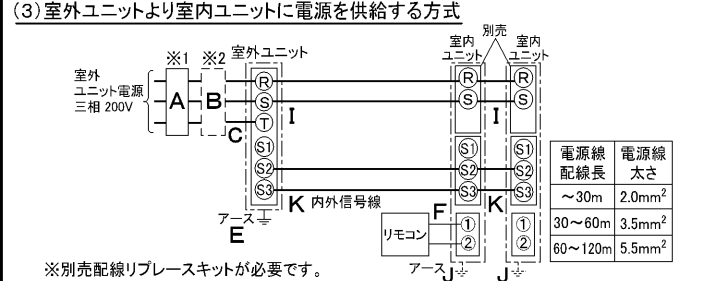 (3)室外ユニットより室内ユニットに電源を供給する方式
※1 ※2 室外ユニット
別売
室内ユニット
室内ユニット
室外
ユニット電源
三相 200V
A
B
C
R
S
T
S1
S2
S3
I
R
S
S1
S2
S3
I
R
S
S1
S2
S3
K 内外信号線
K
アース
E
F
リモコン
①
②
①
②
アース
J
J
電源線配線長 電源線太さ
～30m 2.0mm²
30～60m 3.5mm²
60～120m 5.5mm²
※別売配線リプレースキットが必要です。